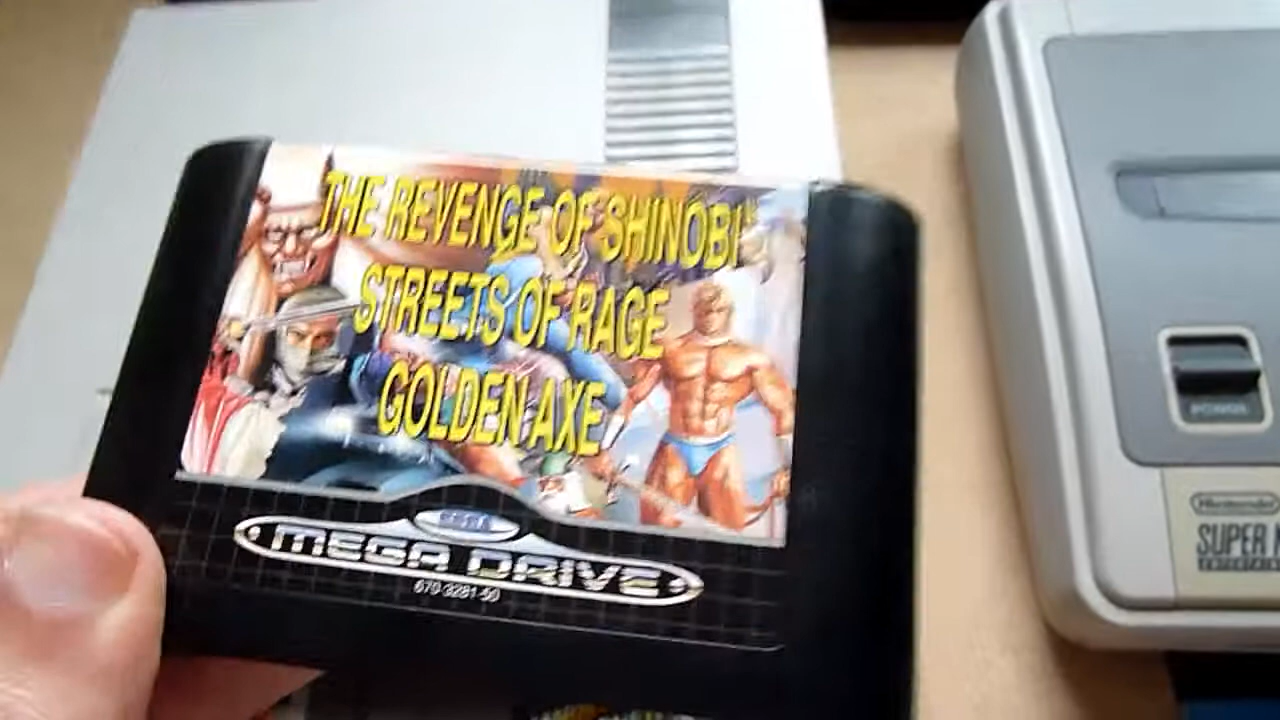 THE REVENGE OF SHINOBI
STREETS OF RAGE
GOLDEN AXE
SEGA
MEGA DRIVE
670-3281-50
POWER
Nintendo
SUPER